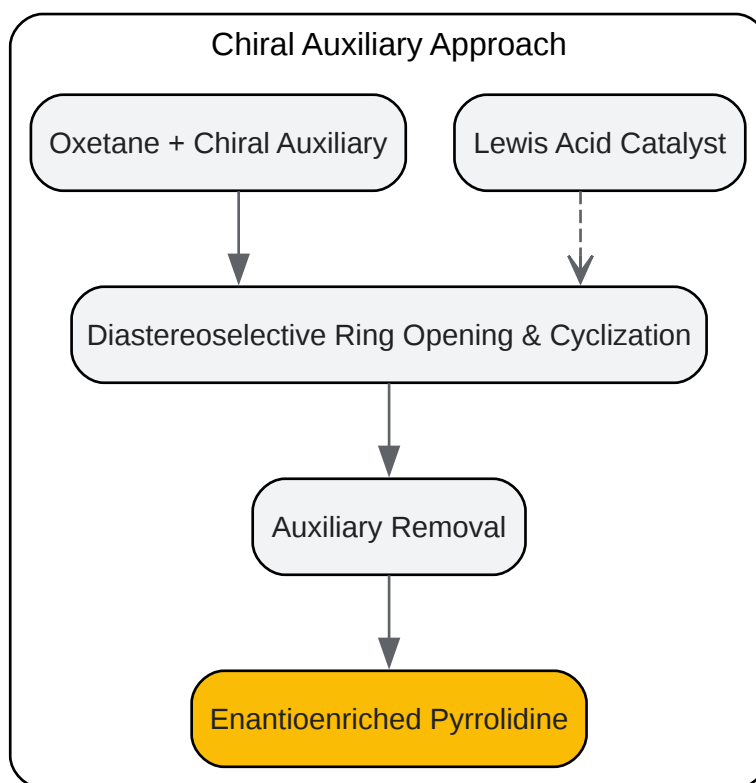 Chiral Auxiliary Approach
Oxetane + Chiral Auxiliary
Lewis Acid Catalyst
Diastereoselective Ring Opening & Cyclization
Auxiliary Removal
Enantioenriched Pyrrolidine